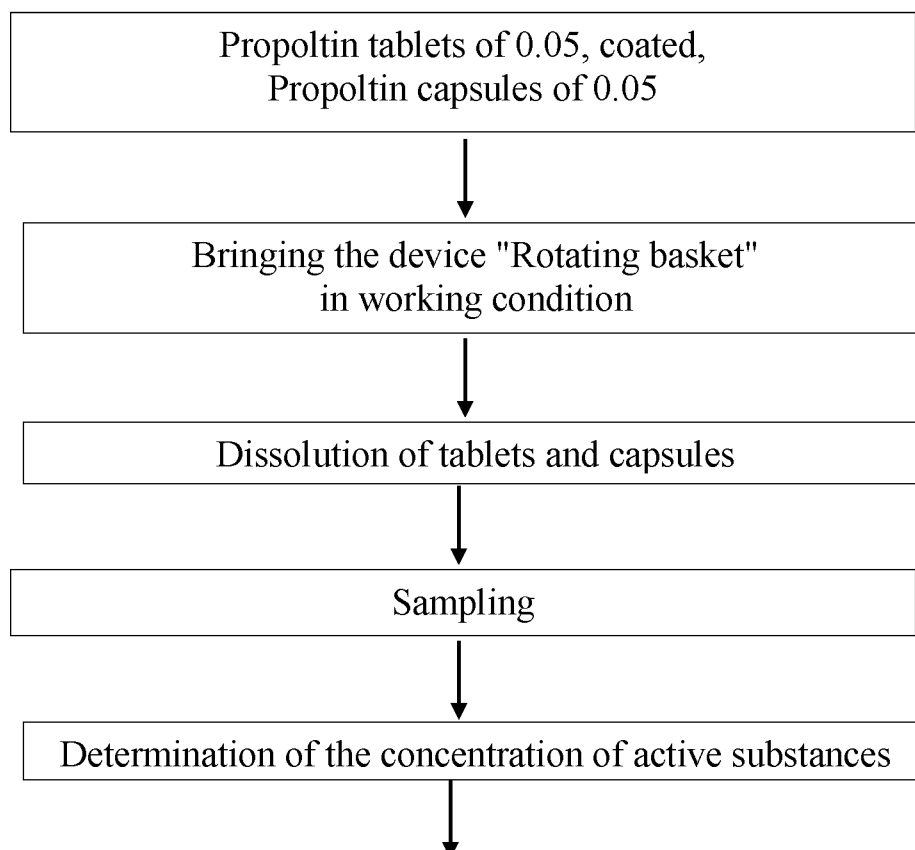 Propoltin tablets of 0.05, coated,
Propoltin capsules of 0.05
Bringing the device "Rotating basket"
in working condition
Dissolution of tablets and capsules
Sampling
Determination of the concentration of active substances